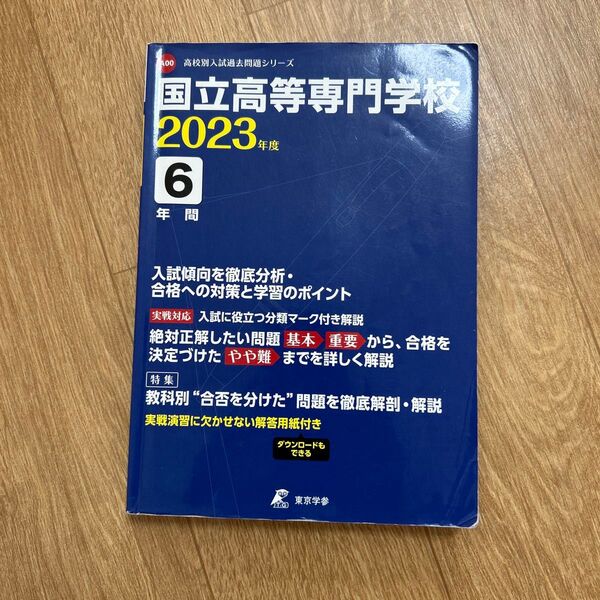 A00 高校別入試過去問題シリーズ
国立高等専門学校
2023年度
6
年間
入試傾向を徹底分析・
合格への対策と学習のポイント
実戦対応 入試に役立つ分類マーク付き解説
絶対正解したい問題 基本 重要 から、合格を
決定づけた やや難 までを詳しく解説
特集
教科別“合否を分けた”問題を徹底解剖・解説
実戦演習に欠かせない解答用紙付き
ダウンロードも
できる
J.T.G 東京学参